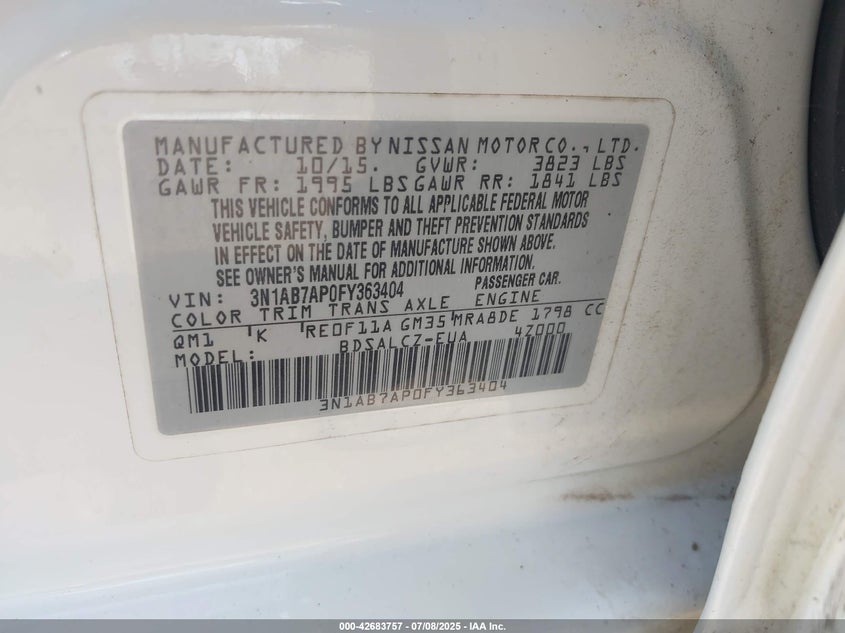 MANUFACTURED BY NISSAN MOTOR CO., LTD.
DATE: 10/15. GVWR: 3823 LBS
GAWR FR: 1995 LBS GAWR RR: 1841 LBS
THIS VEHICLE CONFORMS TO ALL APPLICABLE FEDERAL MOTOR
VEHICLE SAFETY, BUMPER AND THEFT PREVENTION STANDARDS
IN EFFECT ON THE DATE OF MANUFACTURE SHOWN ABOVE.
SEE OWNER'S MANUAL FOR ADDITIONAL INFORMATION.
VIN: 3N1AB7AP0FY363404 PASSENGER CAR.
COLOR TRIM TRANS AXLE ENGINE
QM1 'K 'RE0F11A GM35 'MRA8DE 1798 CC
MODEL: BDSALCZ-EUA 4Z000
3N1AB7AP0FY363404
000-42683757 - 07/08/2025 - IAA Inc.